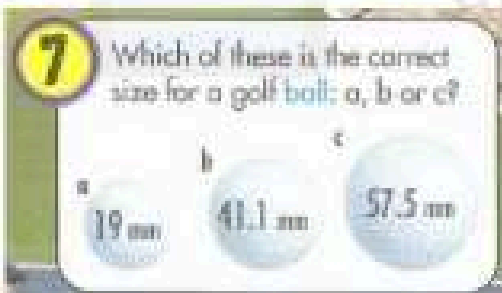 7
Which of these is the correct
size for a golf ball: a, b or c?
a
19 mm
b
41.1 mm
c
57.5 mm